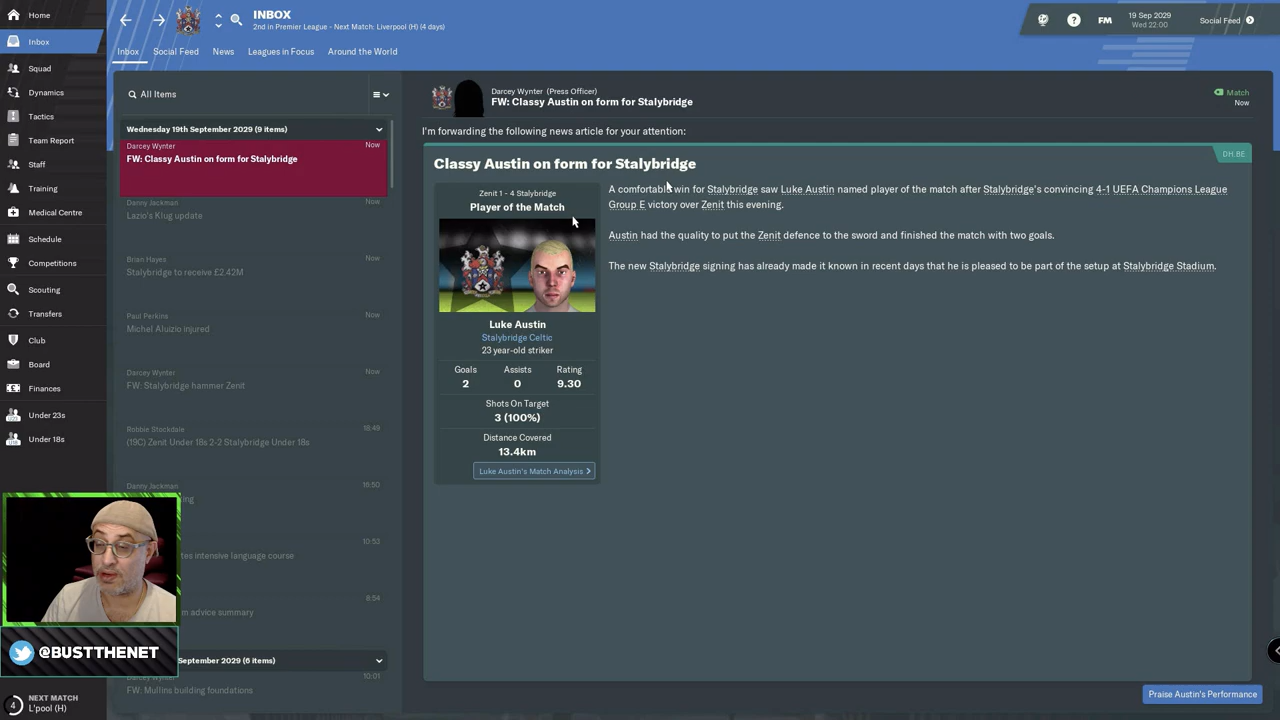 Home
Inbox
Squad
Dynamics
Tactics
Team Report
Staff
Training
Medical Centre
Schedule
Competitions
Scouting
Transfers
Club
Board
Finances
Under 23s
Under 18s
@BUSTTHENET
4
NEXT MATCH
L'pool (H)
INBOX
2nd in Premier League - Next Match: Liverpool (H) (4 days)
FM
19 Sep 2029
Wed 22:00
Social Feed
Inbox
Social Feed
News
Leagues in Focus
Around the World
All Items
Wednesday 19th September 2029 (9 items)
Darcey Wynter
Now
FW: Classy Austin on form for Stalybridge
Danny Jackman
Now
Lazio's Klug update
Brian Hayes
Now
Stalybridge to receive £2.42M
Paul Perkins
Now
Michel Aluizio injured
Darcey Wynter
Now
FW: Stalybridge hammer Zenit
Robbie Stockdale
18:49
(19C) Zenit Under 18s 2-2 Stalybridge Under 18s
Danny Jackman
16:50
10:53
intensive language course
8:54
advice summary
September 2029 (6 items)
Darcey Wynter
10:01
FW: Mullins building foundations
Darcey Wynter (Press Officer)
FW: Classy Austin on form for Stalybridge
Match
Now
I'm forwarding the following news article for your attention:
Classy Austin on form for Stalybridge
DH.BE
Zenit 1 - 4 Stalybridge
Player of the Match
Luke Austin
Stalybridge Celtic
23 year-old striker
Goals
Assists
Rating
2
0
9.30
Shots On Target
3 (100%)
Distance Covered
13.4km
Luke Austin's Match Analysis
A comfortable win for Stalybridge saw Luke Austin named player of the match after Stalybridge's convincing 4-1 UEFA Champions League
Group E victory over Zenit this evening.
Austin had the quality to put the Zenit defence to the sword and finished the match with two goals.
The new Stalybridge signing has already made it known in recent days that he is pleased to be part of the setup at Stalybridge Stadium.
Praise Austin's Performance